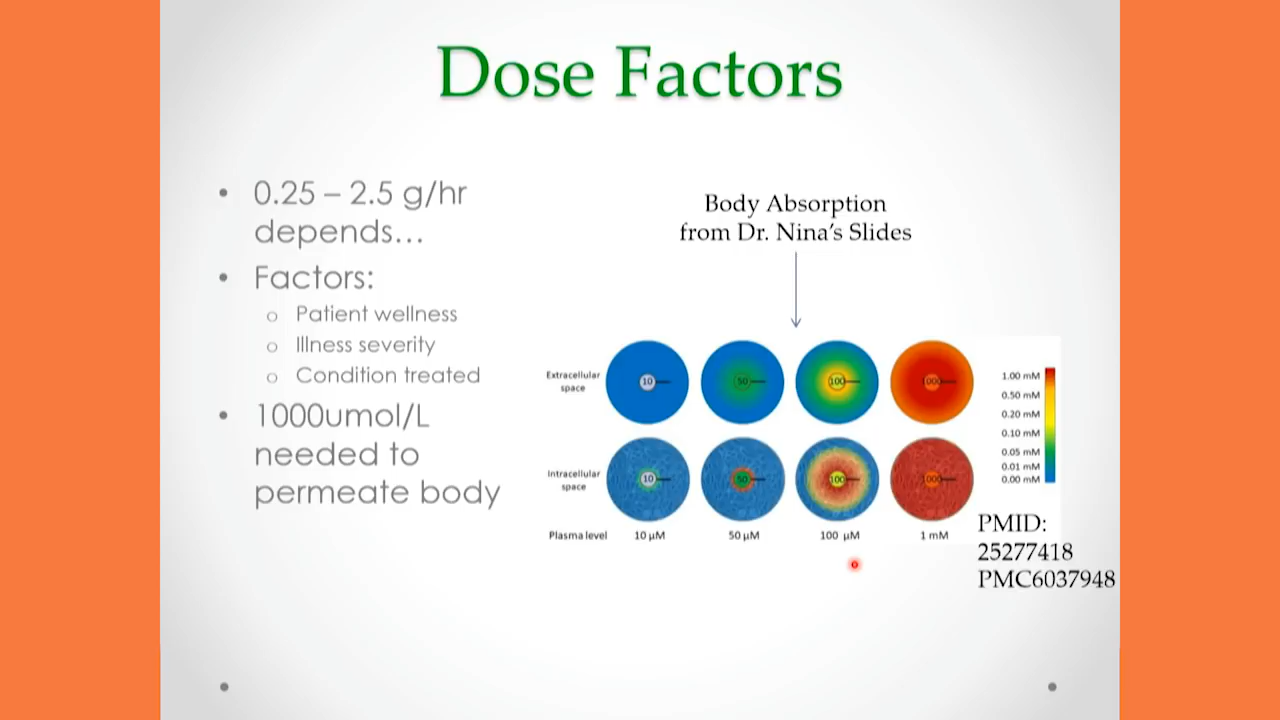 Dose Factors
• 0.25 – 2.5 g/hr
depends…
• Factors:
o Patient wellness
o Illness severity
o Condition treated
• 1000umol/L
needed to
permeate body
Body Absorption
from Dr. Nina's Slides
Extracellular
space
10
50
100
1000
Intracellular
space
10
50
100
1000
Plasma level
10 µM
50 µM
100 µM
1 mM
1.00 mM
0.50 mM
0.20 mM
0.10 mM
0.05 mM
0.01 mM
0.00 mM
PMID:
25277418
PMC6037948